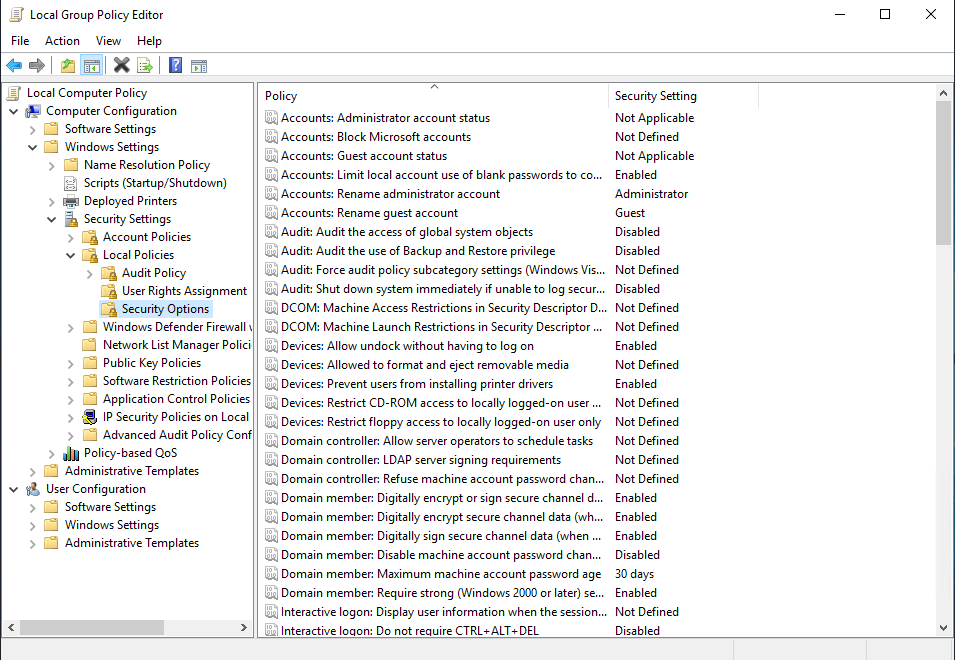 Local Group Policy Editor
File Action View Help
Local Computer Policy
Computer Configuration
Software Settings
Windows Settings
Name Resolution Policy
Scripts (Startup/Shutdown)
Deployed Printers
Security Settings
Account Policies
Local Policies
Audit Policy
User Rights Assignment
Security Options
Windows Defender Firewall
Network List Manager Polici
Public Key Policies
Software Restriction Policies
Application Control Policies
IP Security Policies on Local
Advanced Audit Policy Conf
Policy-based QoS
Administrative Templates
User Configuration
Software Settings
Windows Settings
Administrative Templates
Policy Security Setting
Accounts: Administrator account status Not Applicable
Accounts: Block Microsoft accounts Not Defined
Accounts: Guest account status Not Applicable
Accounts: Limit local account use of blank passwords to co... Enabled
Accounts: Rename administrator account Administrator
Accounts: Rename guest account Guest
Audit: Audit the access of global system objects Disabled
Audit: Audit the use of Backup and Restore privilege Disabled
Audit: Force audit policy subcategory settings (Windows Vis... Not Defined
Audit: Shut down system immediately if unable to log secur... Disabled
DCOM: Machine Access Restrictions in Security Descriptor D... Not Defined
DCOM: Machine Launch Restrictions in Security Descriptor ... Not Defined
Devices: Allow undock without having to log on Enabled
Devices: Allowed to format and eject removable media Not Defined
Devices: Prevent users from installing printer drivers Enabled
Devices: Restrict CD-ROM access to locally logged-on user ... Not Defined
Devices: Restrict floppy access to locally logged-on user only Not Defined
Domain controller: Allow server operators to schedule tasks Not Defined
Domain controller: LDAP server signing requirements Not Defined
Domain controller: Refuse machine account password chan... Not Defined
Domain member: Digitally encrypt or sign secure channel d... Enabled
Domain member: Digitally encrypt secure channel data (wh... Enabled
Domain member: Digitally sign secure channel data (when ... Enabled
Domain member: Disable machine account password chan... Disabled
Domain member: Maximum machine account password age 30 days
Domain member: Require strong (Windows 2000 or later) se... Enabled
Interactive logon: Display user information when the session... Not Defined
Interactive logon: Do not require CTRL+ALT+DEL Disabled